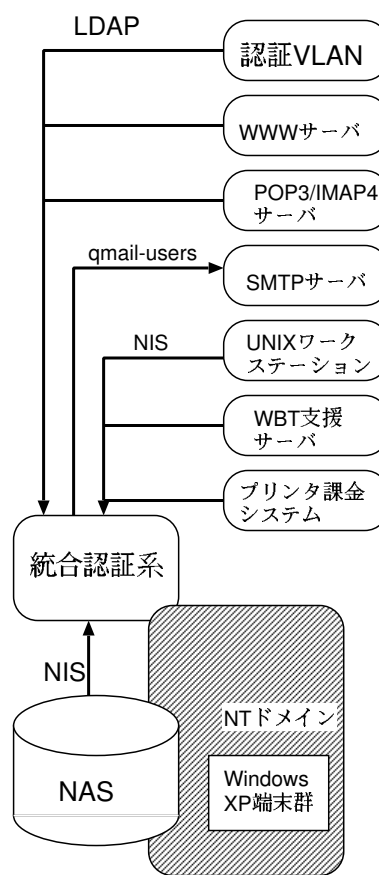 LDAP
認証VLAN
WWWサーバ
POP3/IMAP4
サーバ
qmail-users
SMTPサーバ
NIS
UNIXワーク
ステーション
WBT支援
サーバ
プリンタ課金
システム
統合認証系
NIS
NTドメイン
NAS
Windows
XP端末群